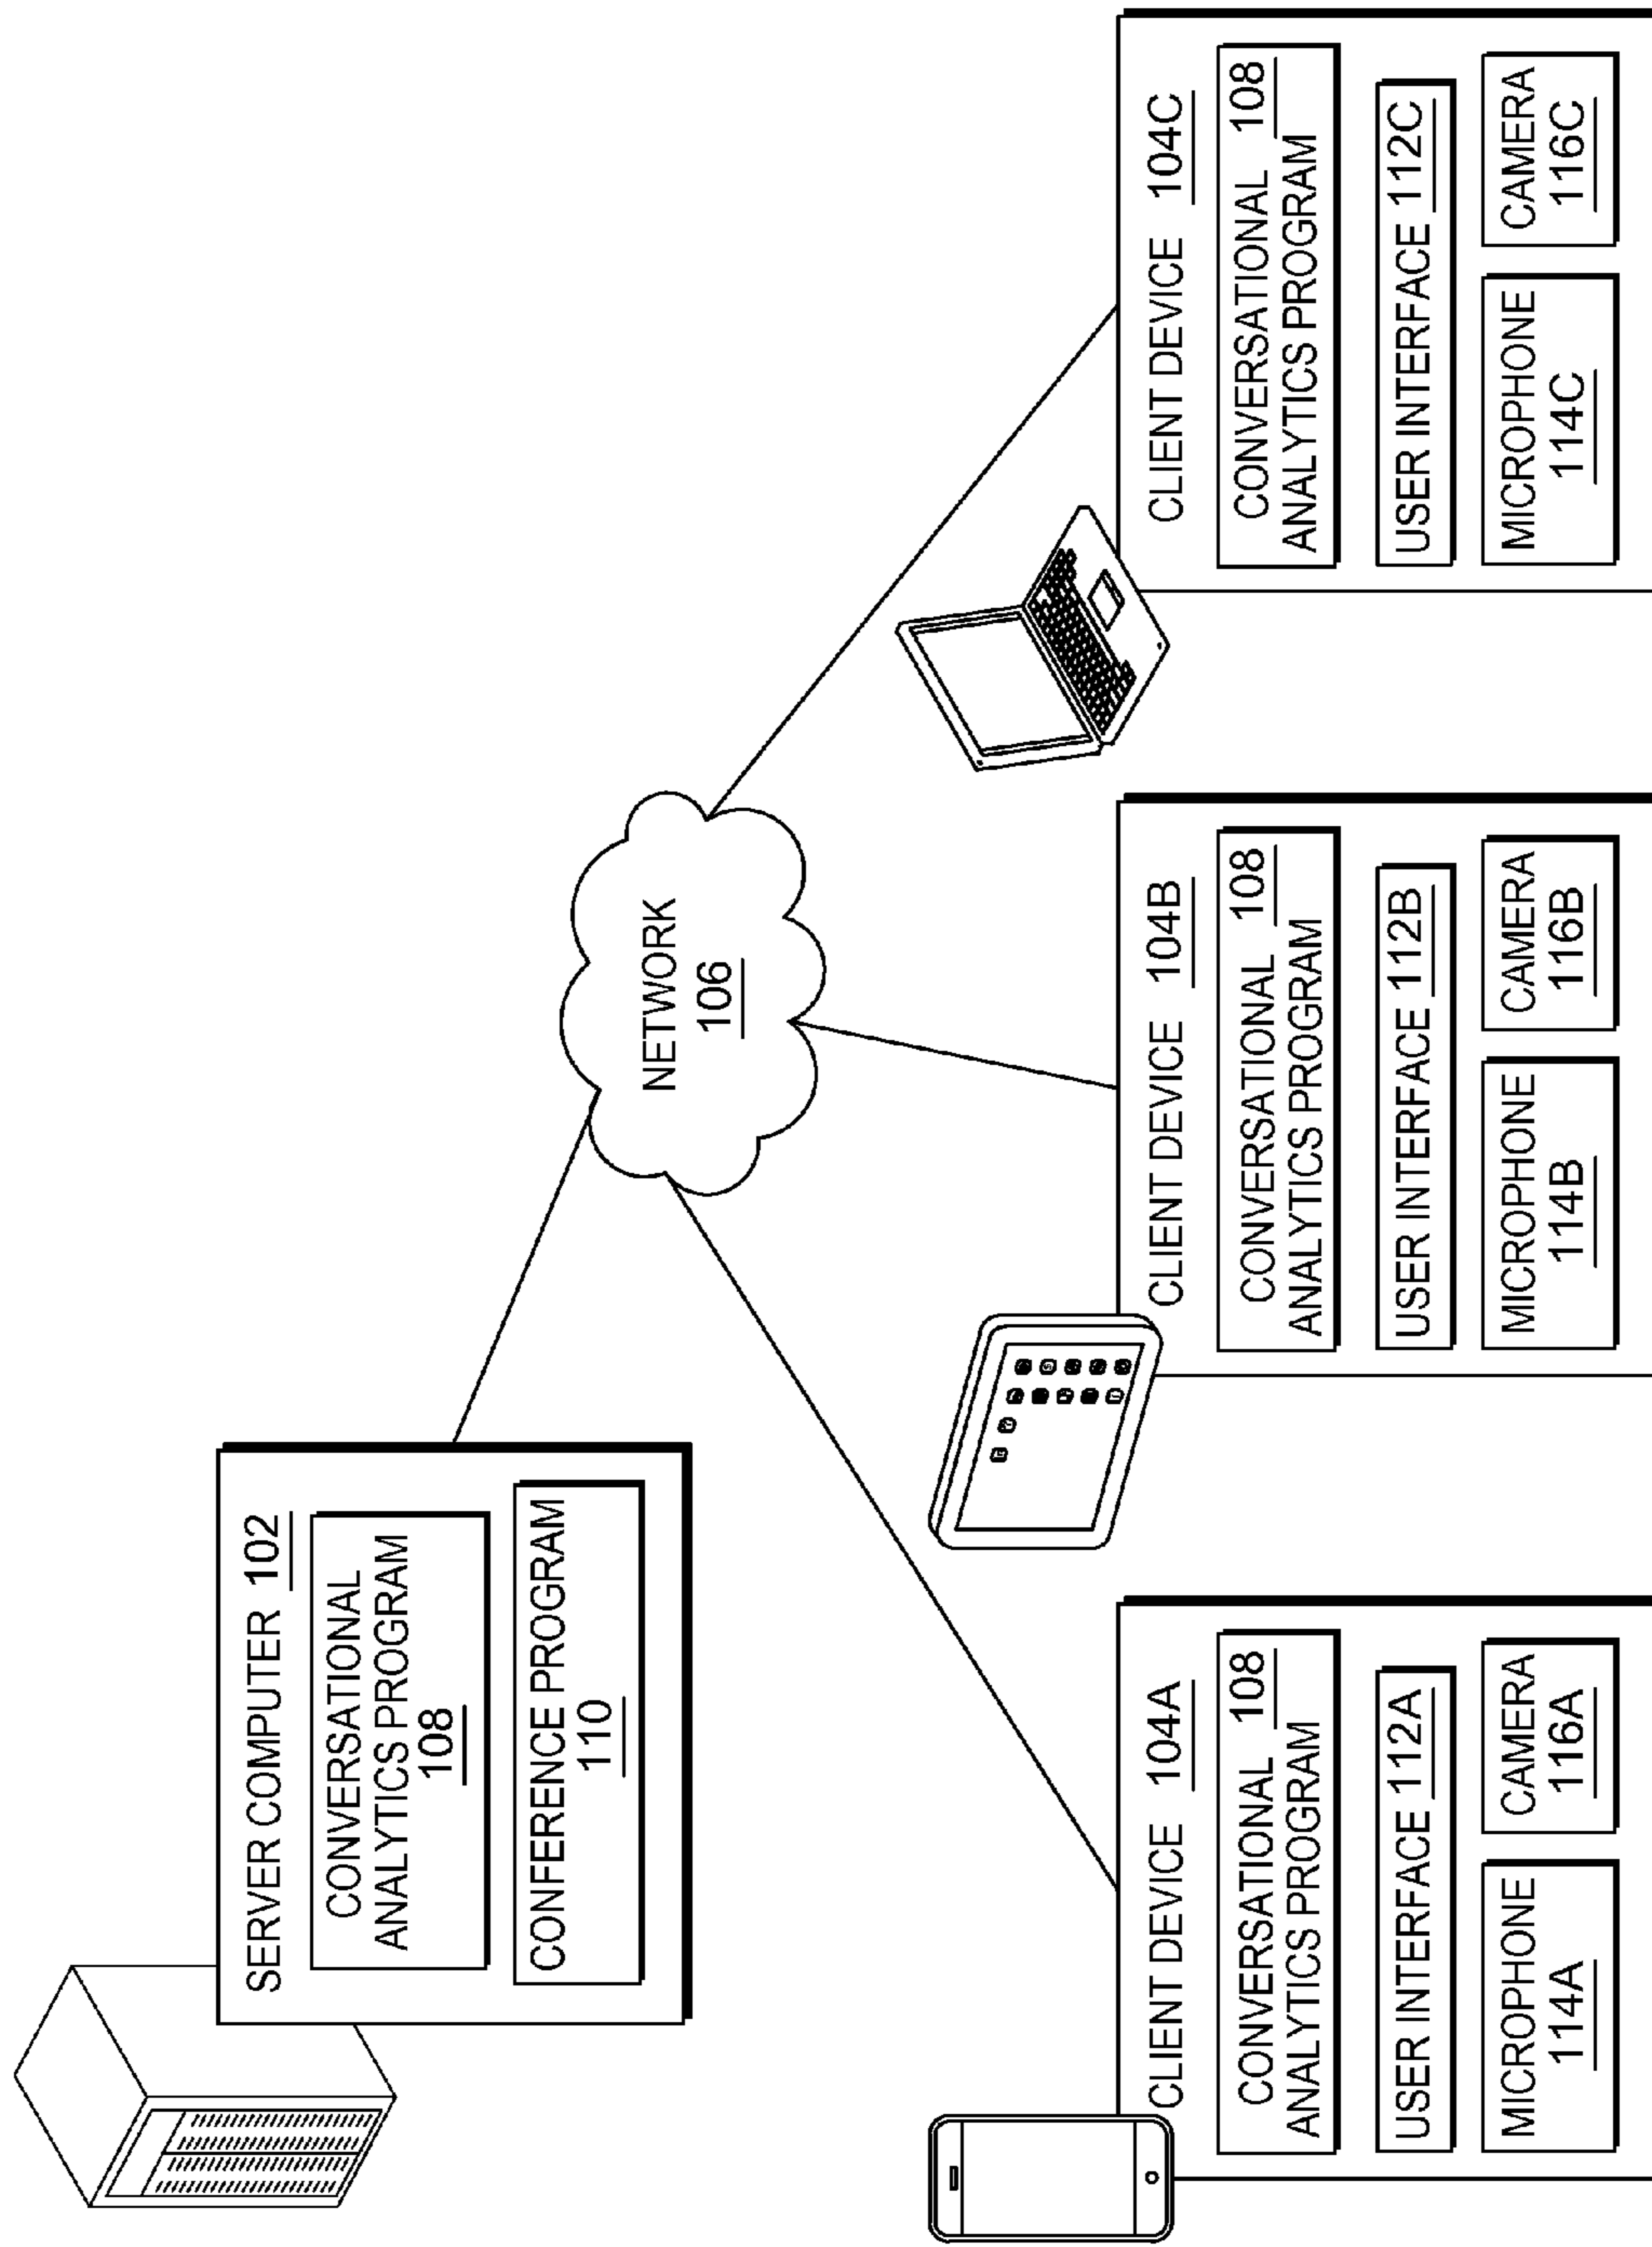 SERVER COMPUTER 102
CONVERSATIONAL
ANALYTICS PROGRAM
108
CONFERENCE PROGRAM
110
NETWORK
106
CLIENT DEVICE 104A
CONVERSATIONAL 108
ANALYTICS PROGRAM
USER INTERFACE 112A
MICROPHONE
114A
CAMERA
116A
CLIENT DEVICE 104B
CONVERSATIONAL 108
ANALYTICS PROGRAM
USER INTERFACE 112B
MICROPHONE
114B
CAMERA
116B
CLIENT DEVICE 104C
CONVERSATIONAL 108
ANALYTICS PROGRAM
USER INTERFACE 112C
MICROPHONE
114C
CAMERA
116C